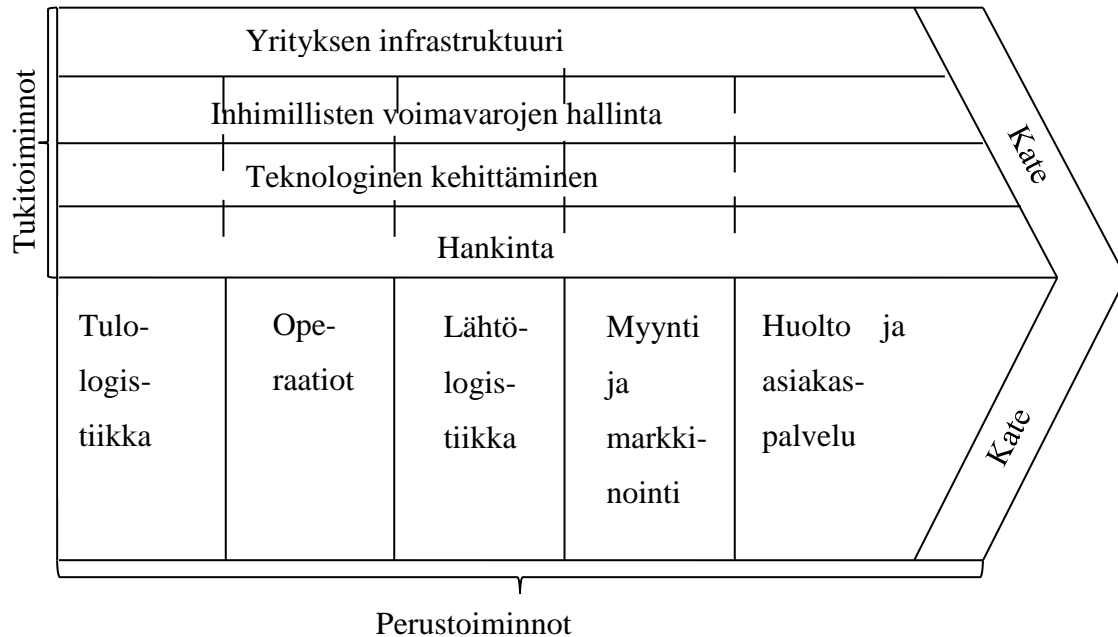 Tukitoiminnot
Yrityksen infrastruktuuri
Inhimillisten voimavarojen hallinta
Teknologinen kehittäminen
Hankinta
Kate
Tulo-
logis-
tiikka
Ope-
raatiot
Lähtö-
logis-
tiikka
Myynti
ja
markki-
nointi
Huolto ja
asiakas-
palvelu
Kate
Perustoiminnot